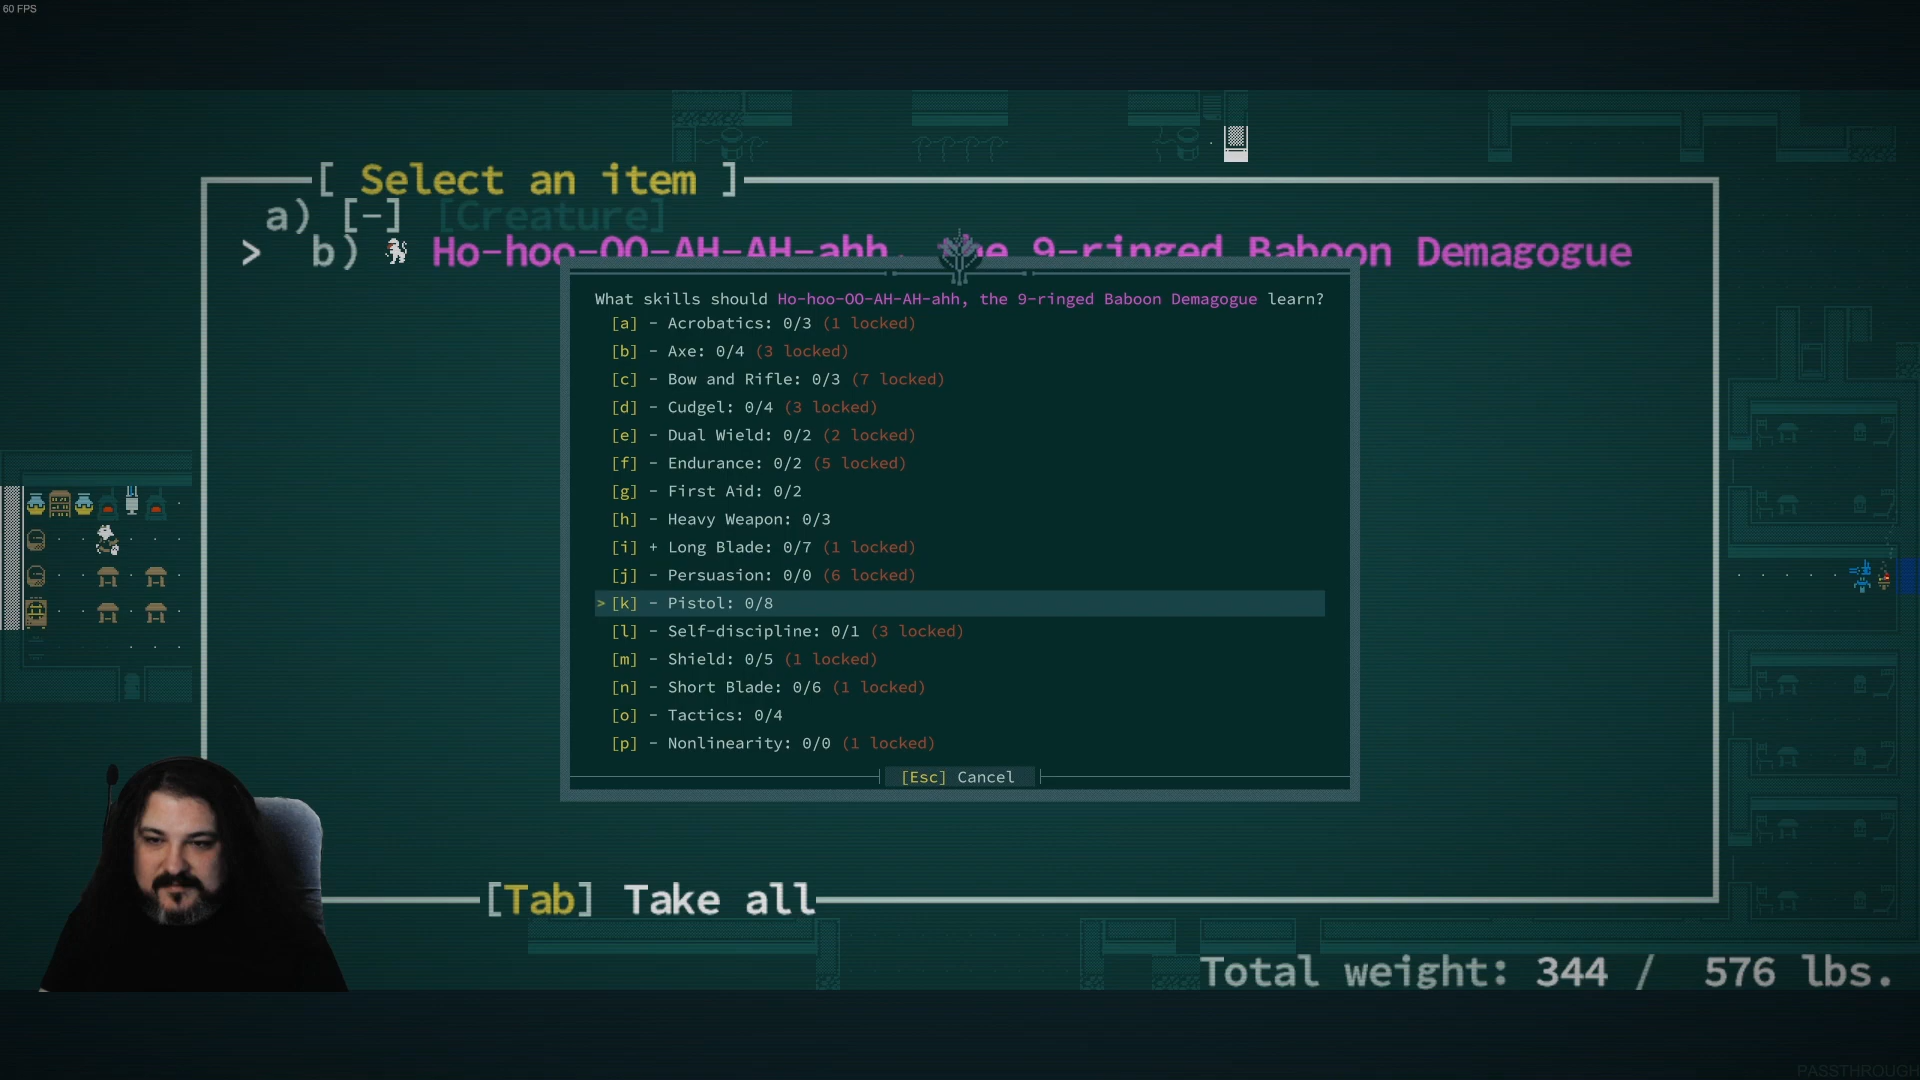 60 FPS
[ Select an item ]
a) [-] [Creature]
> b) Ho-hoo-OO-AH-AH-ahh, the 9-ringed Baboon Demagogue
What skills should Ho-hoo-OO-AH-AH-ahh, the 9-ringed Baboon Demagogue learn?
[a] - Acrobatics: 0/3 (1 locked)
[b] - Axe: 0/4 (3 locked)
[c] - Bow and Rifle: 0/3 (7 locked)
[d] - Cudgel: 0/4 (3 locked)
[e] - Dual Wield: 0/2 (2 locked)
[f] - Endurance: 0/2 (5 locked)
[g] - First Aid: 0/2
[h] - Heavy Weapon: 0/3
[i] + Long Blade: 0/7 (1 locked)
[j] - Persuasion: 0/0 (6 locked)
>[k] - Pistol: 0/8
[l] - Self-discipline: 0/1 (3 locked)
[m] - Shield: 0/5 (1 locked)
[n] - Short Blade: 0/6 (1 locked)
[o] - Tactics: 0/4
[p] - Nonlinearity: 0/0 (1 locked)
[Esc] Cancel
[Tab] Take all
Total weight: 344 / 576 lbs.
PASSTHROUGH